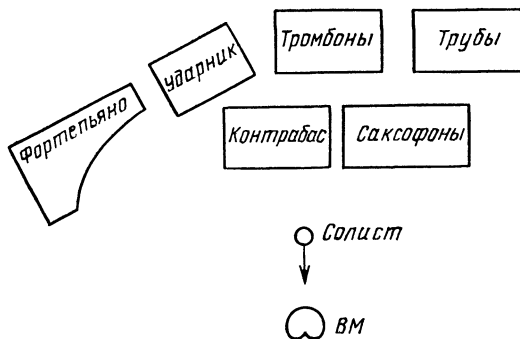 Фортепьяно
Ударник
Тромбоны
Трубы
Контрабас
Саксофоны
Солист
ВМ